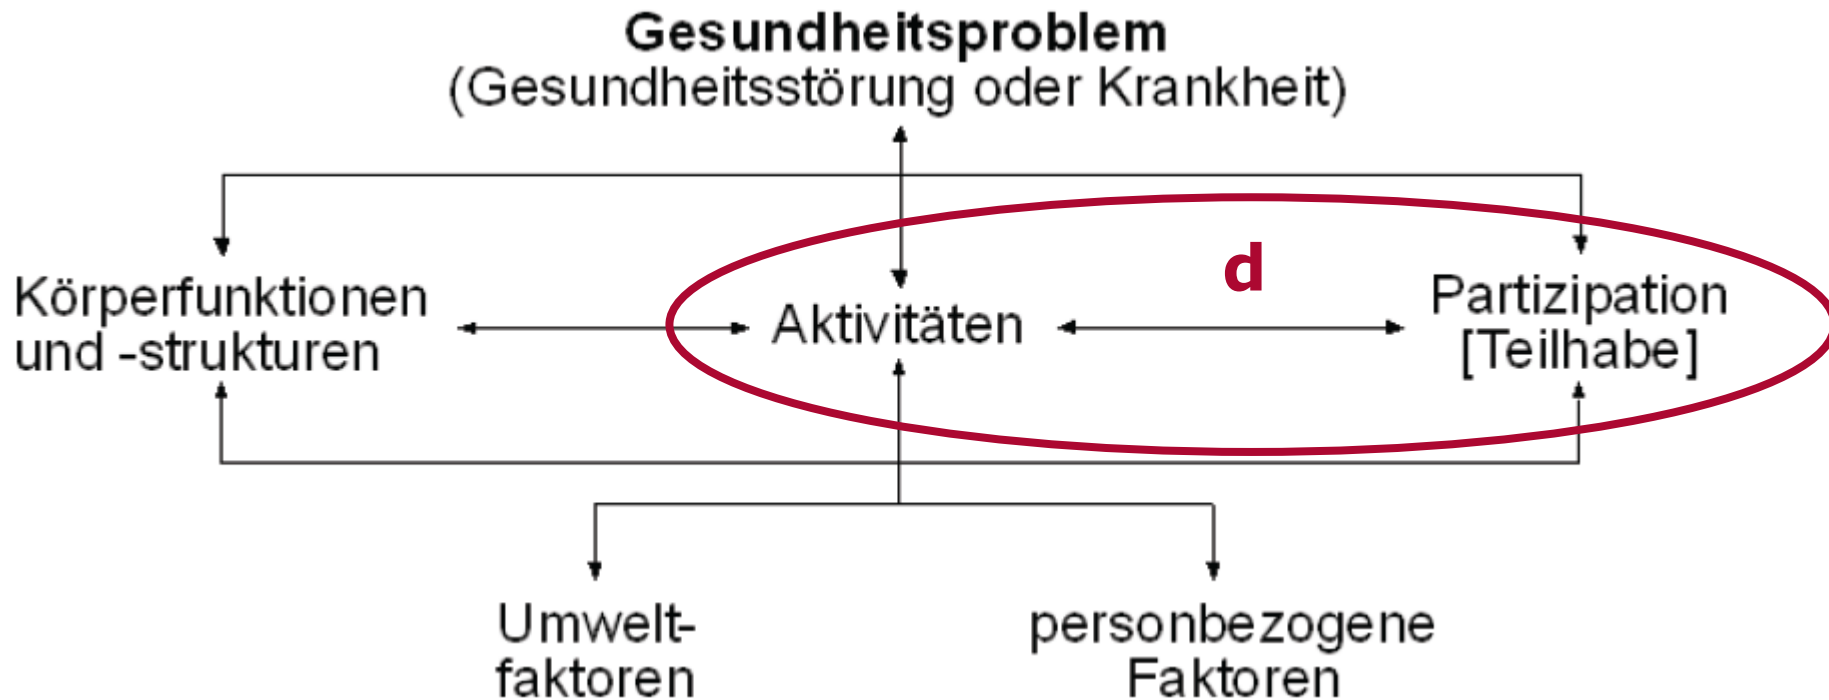 Gesundheitsproblem
(Gesundheitsstörung oder Krankheit)
d
Körperfunktionen
und -strukturen
Aktivitäten
Partizipation
[Teilhabe]
Umwelt-
faktoren
personbezogene
Faktoren